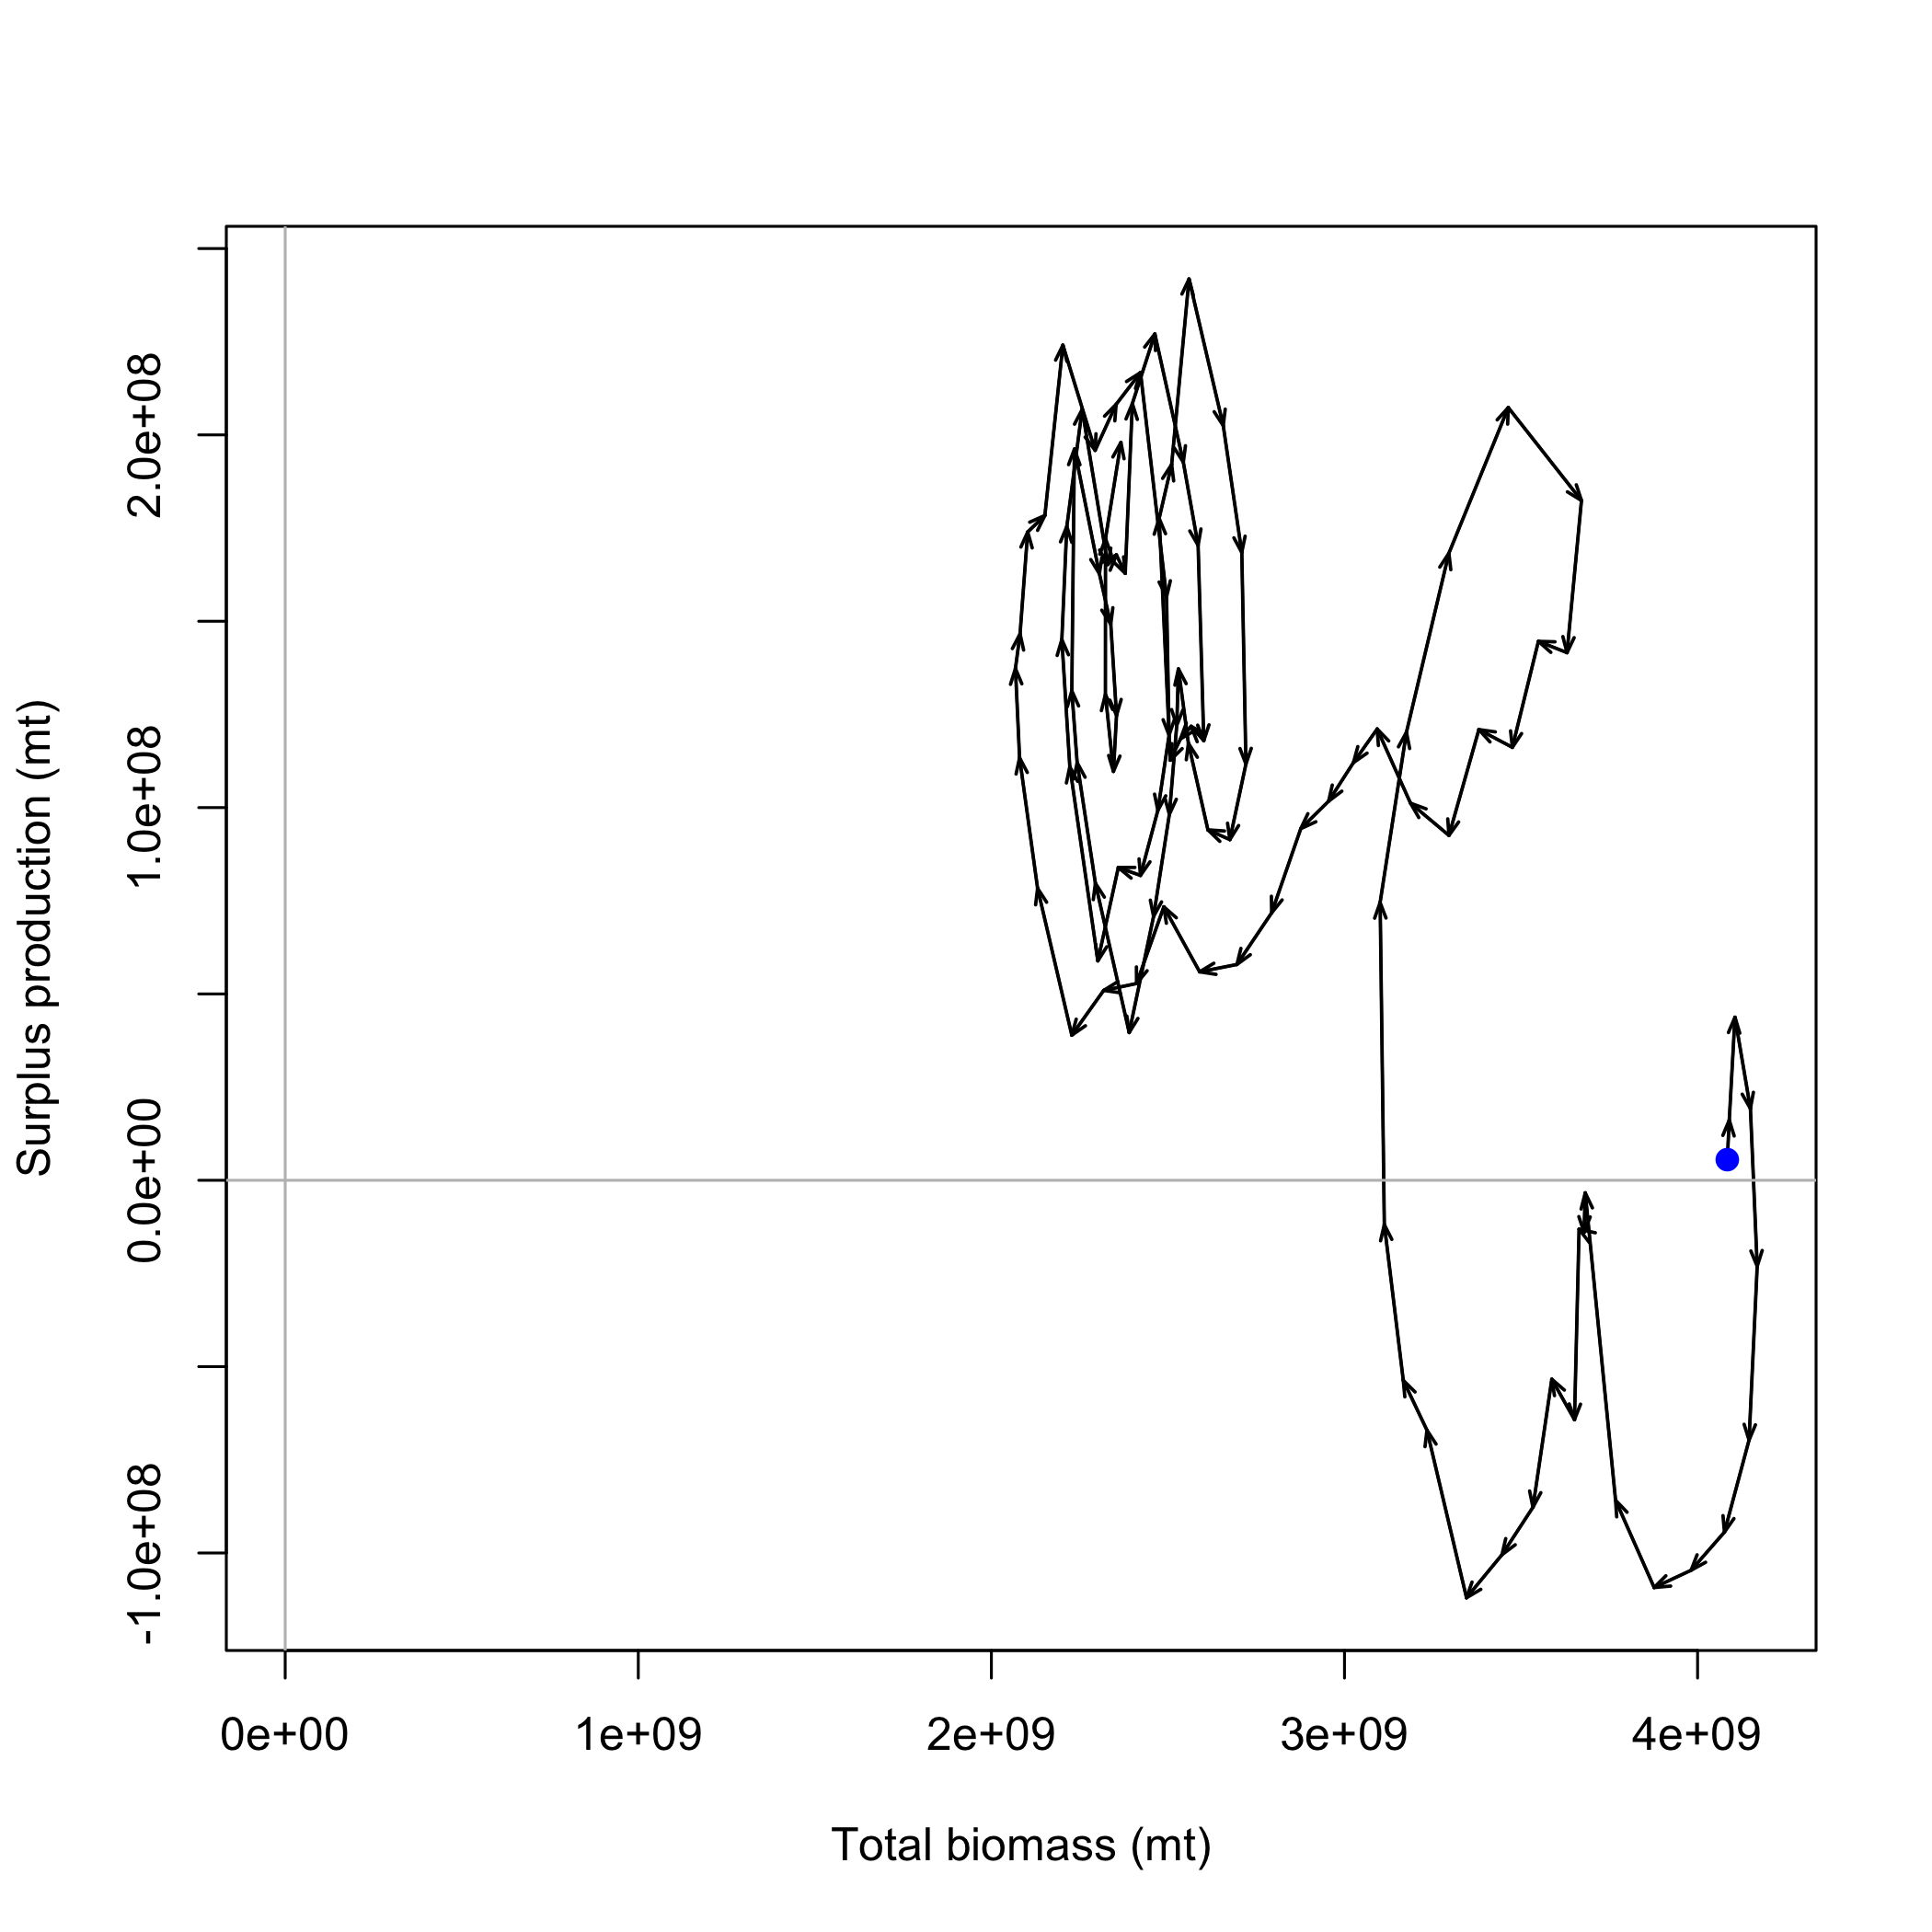 Surplus production (mt)
2.0e+08
1.0e+08
0.0e+00
-1.0e+08
0e+00 1e+09 2e+09 3e+09 4e+09
Total biomass (mt)